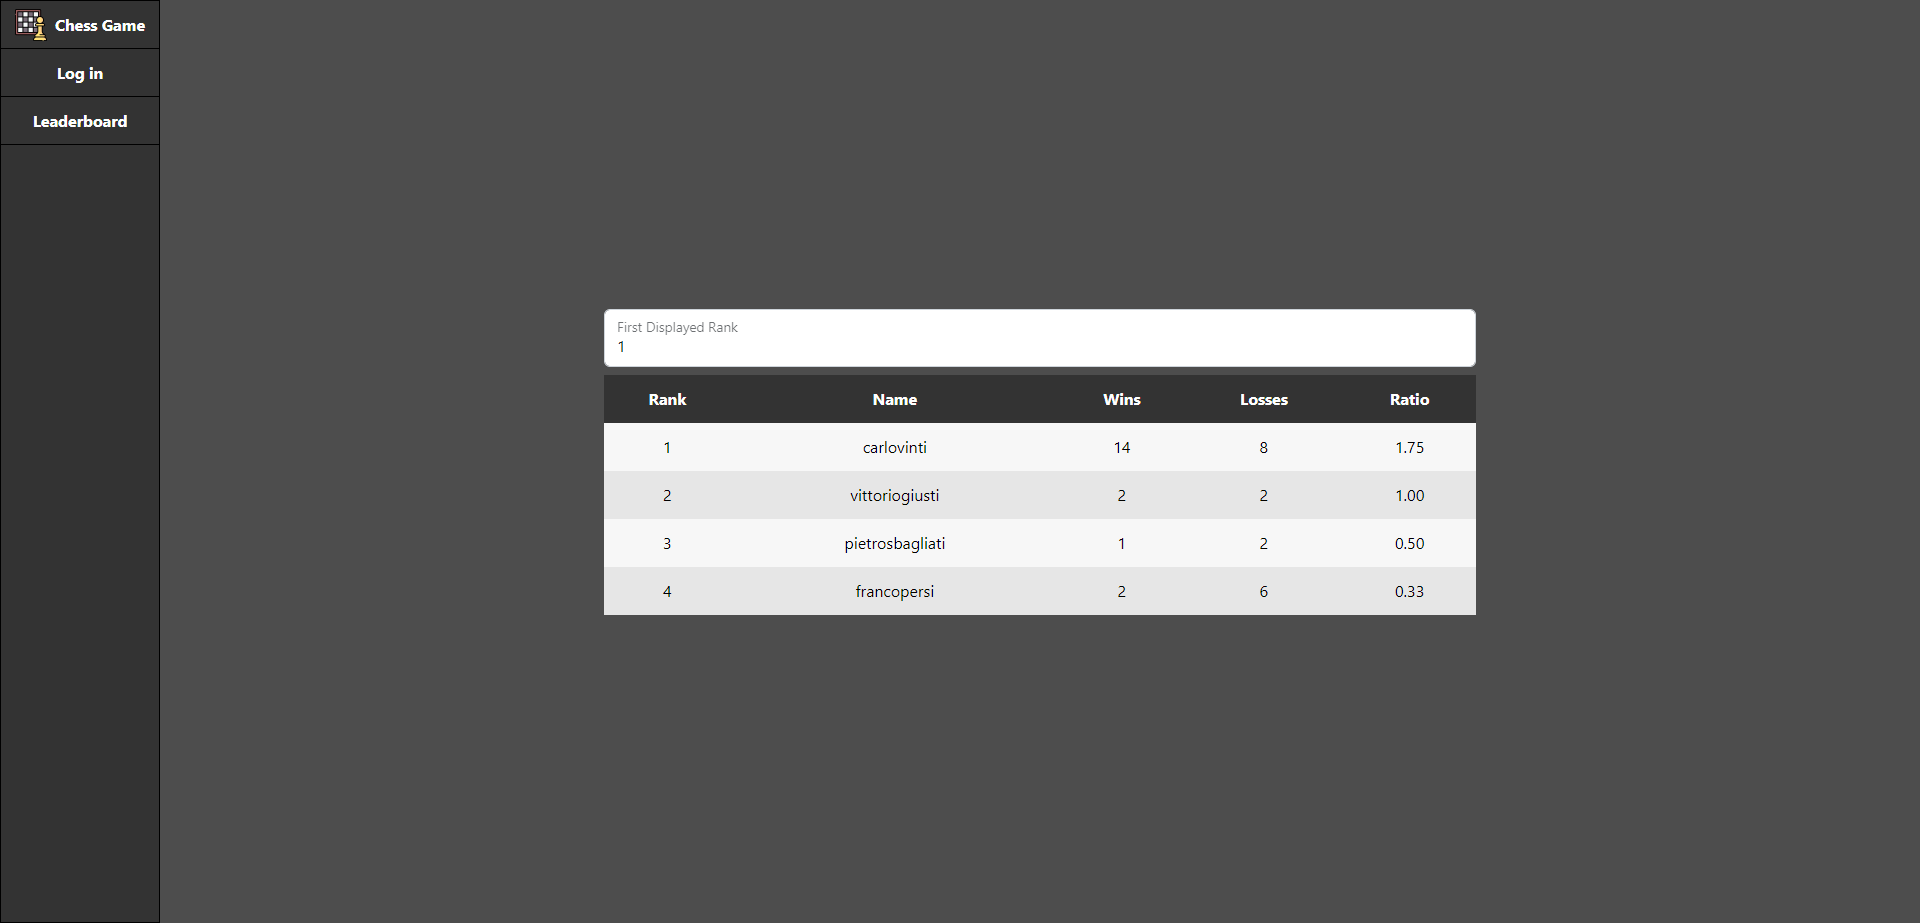 Chess Game
Log in
Leaderboard
First Displayed Rank
1
Rank Name Wins Losses Ratio
1 carlovinti 14 8 1.75
2 vittoriogiusti 2 2 1.00
3 pietrosbagliati 1 2 0.50
4 francopersi 2 6 0.33